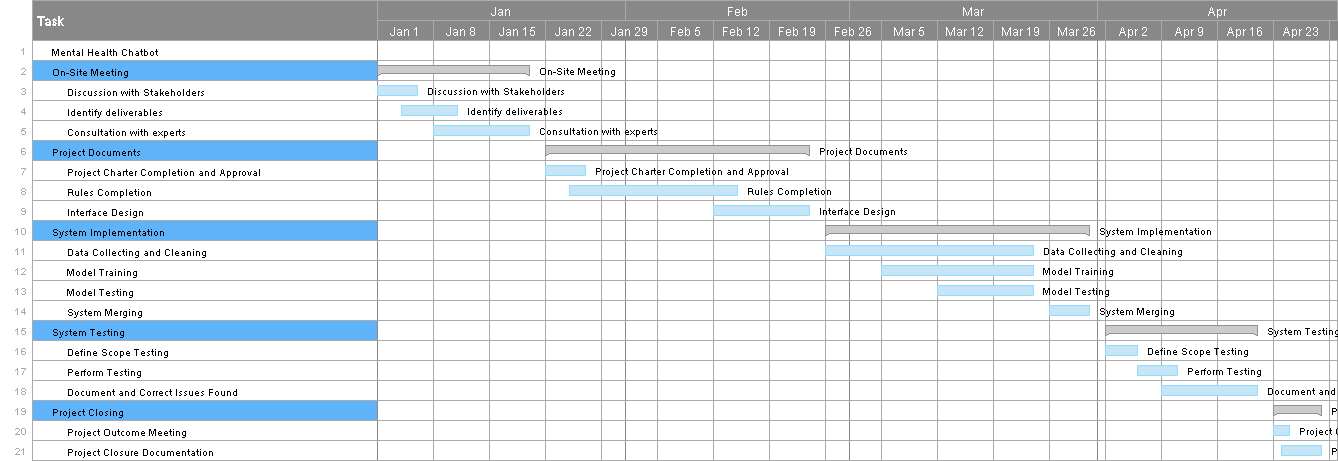 Task
Jan Feb Mar Apr
Jan 1 Jan 8 Jan 15 Jan 22 Jan 29 Feb 5 Feb 12 Feb 19 Feb 26 Mar 5 Mar 12 Mar 19 Mar 26 Apr 2 Apr 9 Apr 16 Apr 23
1 Mental Health Chatbot
2 On-Site Meeting On-Site Meeting
3 Discussion with Stakeholders Discussion with Stakeholders
4 Identify deliverables Identify deliverables
5 Consultation with experts Consultation with experts
6 Project Documents Project Documents
7 Project Charter Completion and Approval Project Charter Completion and Approval
8 Rules Completion Rules Completion
9 Interface Design Interface Design
10 System Implementation System Implementation
11 Data Collecting and Cleaning Data Collecting and Cleaning
12 Model Training Model Training
13 Model Testing Model Testing
14 System Merging System Merging
15 System Testing System Testing
16 Define Scope Testing Define Scope Testing
17 Perform Testing Perform Testing
18 Document and Correct Issues Found Document and
19 Project Closing P
20 Project Outcome Meeting Project
21 Project Closure Documentation P